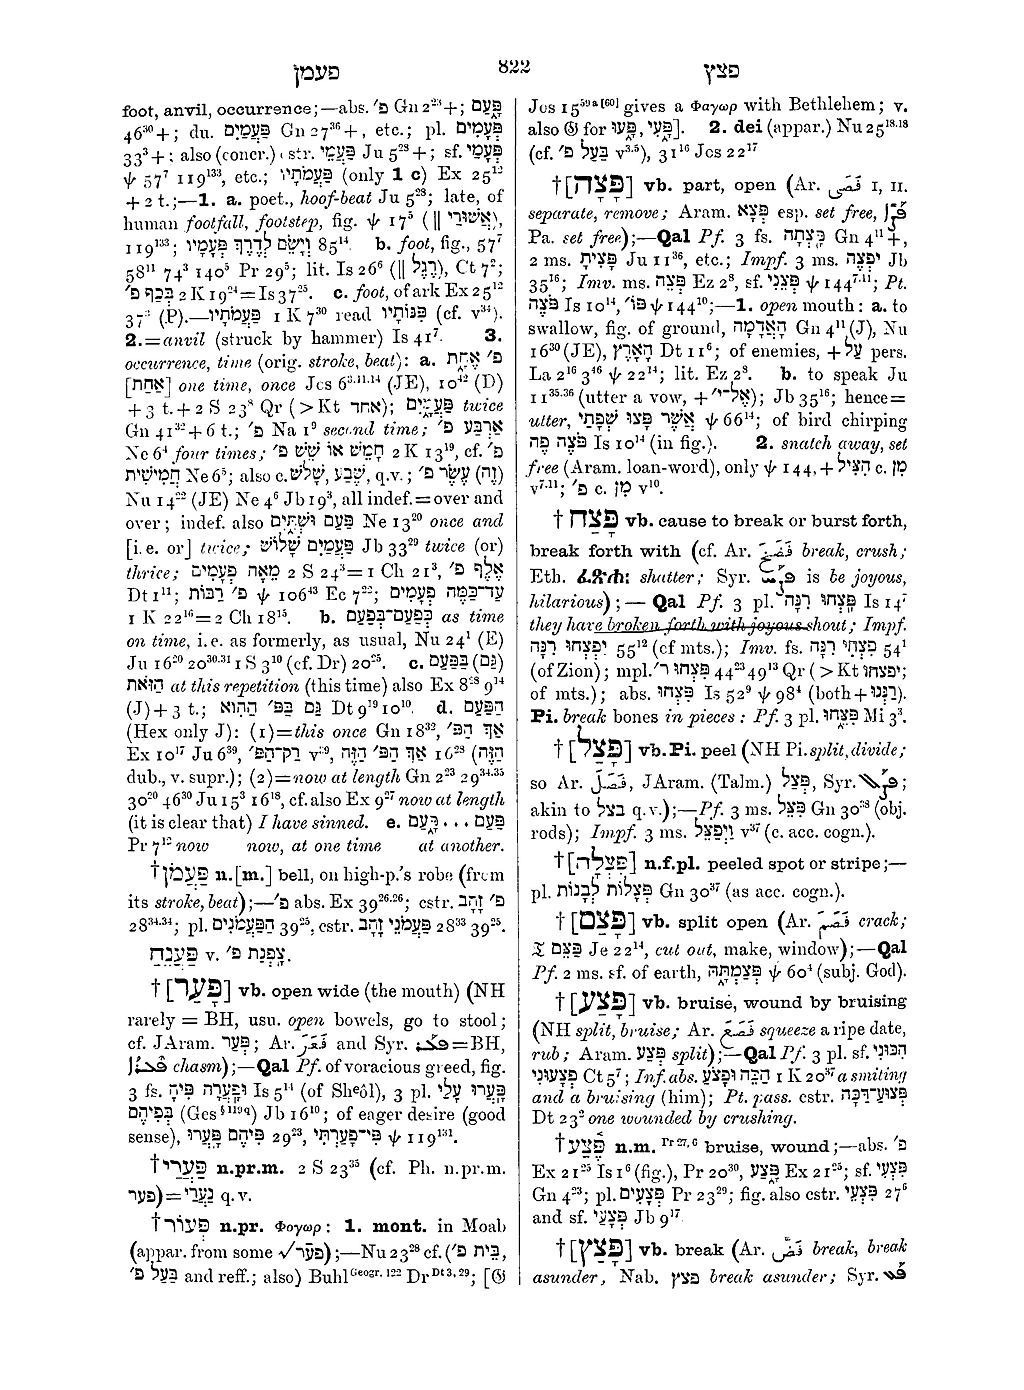 פעמן
822
פצץ
foot, anvil, occurrence;—abs. פ׳ Gn 2²³+; פָּ֑עַם
46³⁰+; du. פַּעֲמַיִם Gn 27³⁶+, etc.; pl. פְּעָמִים
33³+; also (concr.) str. פַּעֲמֵי Ju 5²⁸+; sf. פְּעָמַי
ψ 57⁷ 119¹³³, etc.; פַּעֲמֹתָיו (only 1 c) Ex 25¹²
+2 t.;—1. a. poet., hoof-beat Ju 5²⁸; late, of
human footfall, footstep, fig. ψ 17⁵ (‖ אֲשׁוּרַי),
119¹³³; וְיָשֵׂם לְדֶרֶךְ פְּעָמָיו 85¹⁴. b. foot, fig., 57⁷
58¹¹ 74³ 140⁵ Pr 29⁵; lit. Is 26⁶ (‖ רֶגֶל), Ct 7²;
בְּכַף פ׳ 2 K 19²⁴=Is 37²⁵. c. foot, of ark Ex 25¹²
37³ (P).—פַּעֲמֹתָיו 1 K 7³⁰ read פִּנּוֹתָיו (cf. v³⁴).
2.=anvil (struck by hammer) Is 41⁷. 3.
occurrence, time (orig. stroke, beat): a. פ׳ אֶחָת
[אַחַת] one time, once Jos 6³·¹¹·¹⁴ (JE), 10⁴² (D)
+3 t.+2 S 23⁸ Qr (>Kt אחד); פַּעֲמַיִם twice
Gn 41³²+6 t.; פ׳ Na 1⁹ second time; אַרְבַּע פ׳
Ne 6⁴ four times; חָמֵשׁ אוֹ שֵׁשׁ פ׳ 2 K 13¹⁹, cf. פ׳
חֲמִישִׁית Ne 6⁵; also c. שָׁלֹשׁ, שֶׁבַע, q.v.; (זֶה) עֶשֶׂר פ׳
Nu 14²² (JE) Ne 4⁶ Jb 19³, all indef.=over and
over; indef. also פַּעַם וּשְׁתָּיִם Ne 13²⁰ once and
[i.e. or] twice; פַּעֲמַיִם שָׁלוֹשׁ Jb 33²⁹ twice (or)
thrice; מֵאָה פְעָמִים 2 S 24³=1 Ch 21³, אֶלֶף פ׳
Dt 1¹¹; פ׳ רַבּוֹת ψ 106⁴³ Ec 7²²; עַד־כַּמֶּה פְעָמִים
1 K 22¹⁶=2 Ch 18¹⁵. b. כְּפַעַם־בְּפַעַם as time
on time, i.e. as formerly, as usual, Nu 24¹ (E)
Ju 16²⁰ 20³⁰·³¹ 1 S 3¹⁰ (cf. Dr) 20²⁵. c. (גַּם) בַּפַּעַם
הַזֹּאת at this repetition (this time) also Ex 8²⁸ 9¹⁴
(J)+3 t.; גַּם בַּפּ׳ הַהִוא Dt 9¹⁹ 10¹⁰. d. הַפַּעַם
(Hex only J): (1)=this once Gn 18³², אַךְ הַפּ׳
Ex 10¹⁷ Ju 6³⁹, רַק־הַפּ׳ v³⁹, אַךְ הַפּ׳ הַזֶּה 16²⁸ (הַזֶּה
dub., v. supr.); (2)=now at length Gn 2²³ 29³⁴·³⁵
30²⁰ 46³⁰ Ju 15³ 16¹⁸, cf. also Ex 9²⁷ now at length
(it is clear that) I have sinned. e. פַּעַם . . . פָּ֑עַם
Pr 7¹² now now, at one time at another.
†פַּעֲמֹן n.[m.] bell, on high-p.'s robe (from
its stroke, beat);—פ׳ abs. Ex 39²⁶·²⁶; cstr. פ׳ זָהָב
28³⁴·³⁴; pl. הַפַּעֲמֹנִים 39²⁵, cstr. פַּעֲמֹנֵי זָהָב 28³³ 39²⁵.
פַּעְנֵחַ v. צָפְנַת פ׳.
†[פָּעַר] vb. open wide (the mouth) (NH
rarely = BH, usu. open bowels, go to stool;
cf. JAram. פְּעַר; Ar. فَغَرَ and Syr. =BH,
chasm);—Qal Pf. of voracious greed, fig.
3 fs. וּפָעֲרָה פִיהָ Is 5¹⁴ (of Sheôl), 3 pl. פָּעֲרוּ עָלַי
בְּפִיהֶם (Ges § 119 q) Jb 16¹⁰; of eager desire (good
sense), פִּיהֶם פָּעֲרוּ 29²³, פִּי־פָעַרְתִּי ψ 119¹³¹.
†פַּעֲרַי n.pr.m. 2 S 23³⁵ (cf. Ph. n.pr.m.
פער)=נַעֲרַי q.v.
†פְּעוֹר n.pr. Φογωρ: 1. mont. in Moab
(appar. from some √פער);—Nu 23²⁸ cf. (בֵּית פ׳,
בַּעַל פ׳ and reff.; also) Buhl Geogr. 122 Dr Dt 3, 29; [𝔊
Jos 15⁵⁹ᵃ[⁶⁰] gives a Φαγωρ with Bethlehem; v.
also 𝔊 for פָּעוּ, פָּעִי]. 2. dei (appar.) Nu 25¹⁸·¹⁸
(cf. בַּעַל פ׳ v³·⁵), 31¹⁶ Jos 22¹⁷
†[פָּצָה] vb. part, open (Ar. فَصَى I, II.
separate, remove; Aram. פְּצָא esp. set free,
Pa. set free);—Qal Pf. 3 fs. פָּצְתָה Gn 4¹¹+,
2 ms. פָּצִיתָ Ju 11³⁶, etc.; Impf. 3 ms. יִפְצֶה Jb
35¹⁶; Imv. ms. פְּצֵה Ez 2⁸, sf. פְּצֵנִי ψ 144⁷·¹¹; Pt.
פֹּצֶה Is 10¹⁴, פּוֹ׳ ψ 144¹⁰;—1. open mouth: a. to
swallow, fig. of ground, הָאֲדָמָה Gn 4¹¹ (J), Nu
16³⁰ (JE), הָאָרֶץ Dt 11⁶; of enemies, + עַל pers.
La 2¹⁶ 3⁴⁶ ψ 22¹⁴; lit. Ez 2⁸. b. to speak Ju
11³⁵·³⁶ (utter a vow, + אֶל־י׳); Jb 35¹⁶; hence=
utter, אֲשֶׁר פָּצוּ שְׂפָתַי ψ 66¹⁴; of bird chirping
פֹּצֶה פֶה Is 10¹⁴ (in fig.). 2. snatch away, set
free (Aram. loan-word), only ψ 144, + הִצִּיל c. מִן
v⁷·¹¹; פ׳ c. מִן v¹⁰.
†פָּצַח vb. cause to break or burst forth,
break forth with (cf. Ar. فَضَخَ break, crush;
Eth. shatter; Syr. is be joyous,
hilarious);—Qal Pf. 3 pl. פָּצְחוּ רִנָּה Is 14⁷
they have broken forth with joyous shout; Impf.
יִפְצְחוּ רִנָּה 55¹² (cf mts.); Imv. fs. פִּצְחִי רִנָּה 54¹
(of Zion); mpl. פִּצְחוּ ר׳ 44²³ 49¹³ Qr (>Kt יפצחו;
of mts.); abs. פִּצְחוּ Is 52⁹ ψ 98⁴ (both + רַנְּנוּ).
Pi. break bones in pieces: Pf. 3 pl. פִּצֵּחוּ Mi 3³.
†[פָּצַל] vb. Pi. peel (NH Pi. split, divide;
so Ar. فَصَلَ, JAram. (Talm.) פְּצַל, Syr. ;
akin to בצל q.v.);—Pf. 3 ms. פִּצֵּל Gn 30³⁸ (obj.
rods); Impf. 3 ms. וַיְפַצֵּל v³⁷ (c. acc. cogn.).
†[פְּצָלָה] n.f.pl. peeled spot or stripe;—
pl. פְּצָלוֹת לְבָנוֹת Gn 30³⁷ (as acc. cogn.).
†[פָּצַם] vb. split open (Ar. فَصَمَ crack;
𝔗 פְּצַם Je 22¹⁴, cut out, make, window);—Qal
Pf. 2 ms. sf. of earth, פְּצַמְתָּהּ ψ 60⁴ (subj. God).
†[פָּצַע] vb. bruise, wound by bruising
(NH split, bruise; Ar. فَصَعَ squeeze a ripe date,
rub; Aram. פְּצַע split);—Qal Pf. 3 pl. sf. הִכּוּנִי
פְצָעוּנִי Ct 5⁷; Inf. abs. הַכֵּה וּפָצֹעַ 1 K 20³⁷ a smiting
and a bruising (him); Pt. pass. cstr. פְּצוּעַ־דַּכָּה
Dt 23² one wounded by crushing.
†פֶּצַע n.m. Pr 27, 6 bruise, wound;—abs. פ׳
Ex 21²⁵ Is 1⁶ (fig.), Pr 20³⁰, פָּ֑צַע Ex 21²⁵; sf. פִּצְעִי
Gn 4²³; pl. פְּצָעִים Pr 23²⁹; fig. also cstr. פִּצְעֵי 27⁶
and sf. פְּצָעַי Jb 9¹⁷
†[פָּצַץ] vb. break (Ar. فَضَّ break, break
asunder, Nab. פצץ break asunder; Syr.